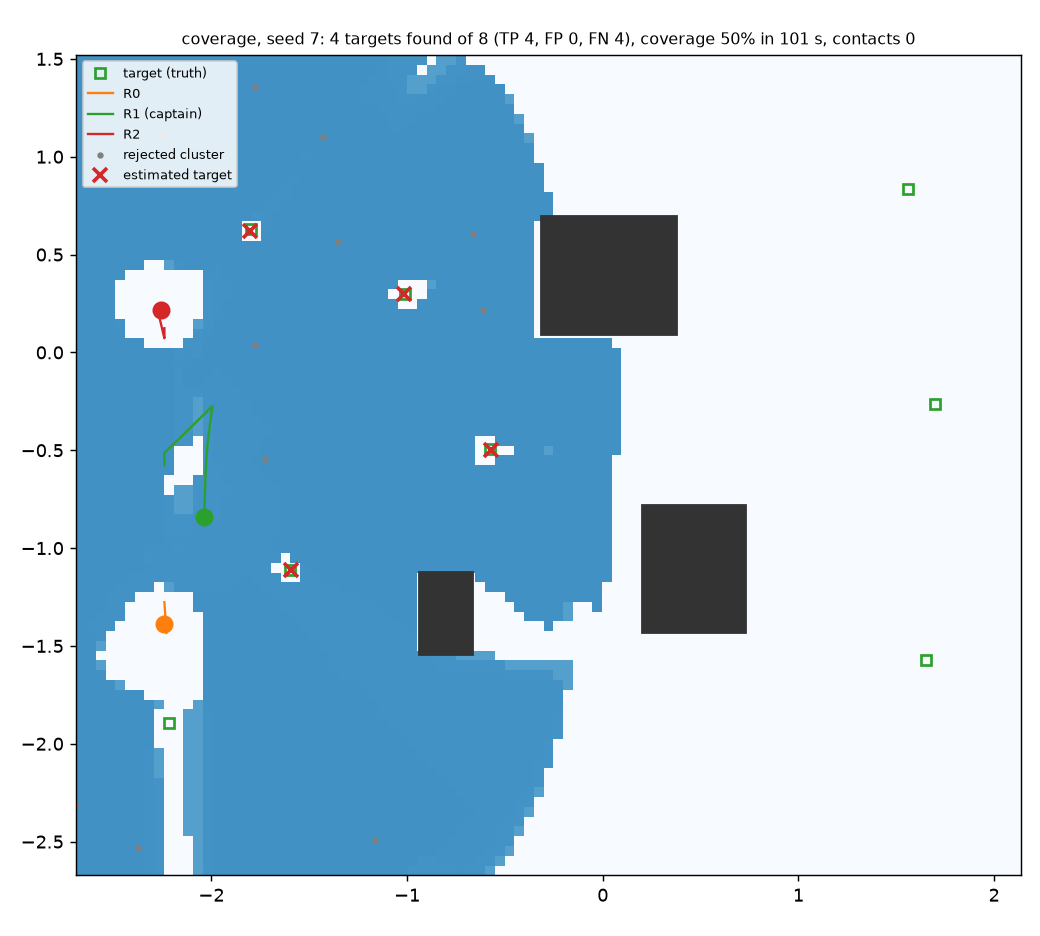 coverage, seed 7: 4 targets found of 8 (TP 4, FP 0, FN 4), coverage 50% in 101 s, contacts 0
target (truth)
R0
R1 (captain)
R2
rejected cluster
estimated target
1.5
1.0
0.5
0.0
−0.5
−1.0
−1.5
−2.0
−2.5
−2
−1
0
1
2